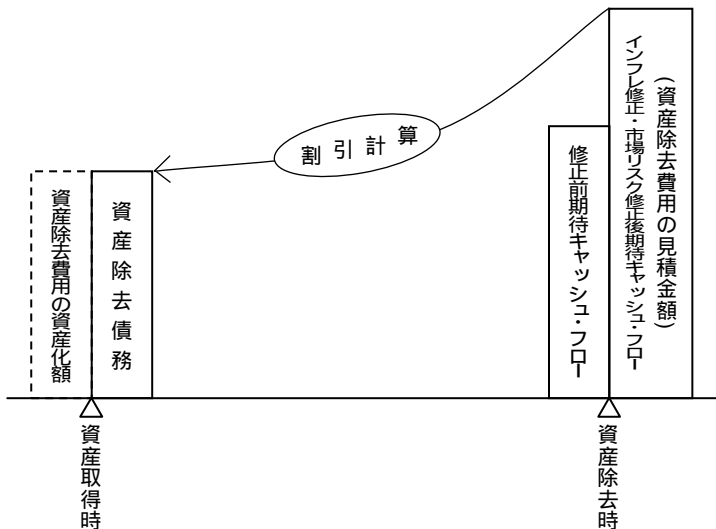 (資産除去費用の見積金額)
インフレ修正・市場リスク修正後期待キャッシュ・フロー
修正前期待キャッシュ・フロー
割引計算
資産除去債務
資産除去費用の資産化額
資産取得時
資産除去時